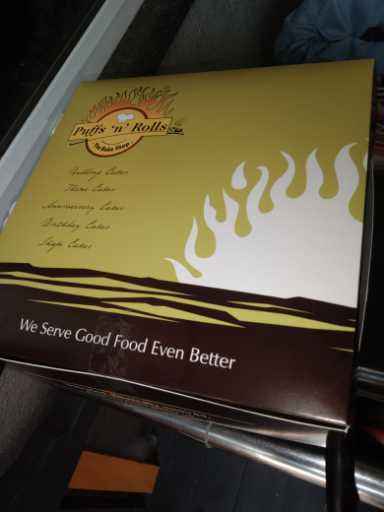 Puffs 'n' Rolls
The Bake Shop
Wedding Cakes
Theme Cakes
Anniversary Cakes
Birthday Cakes
Shape Cakes
We Serve Good Food Even Better